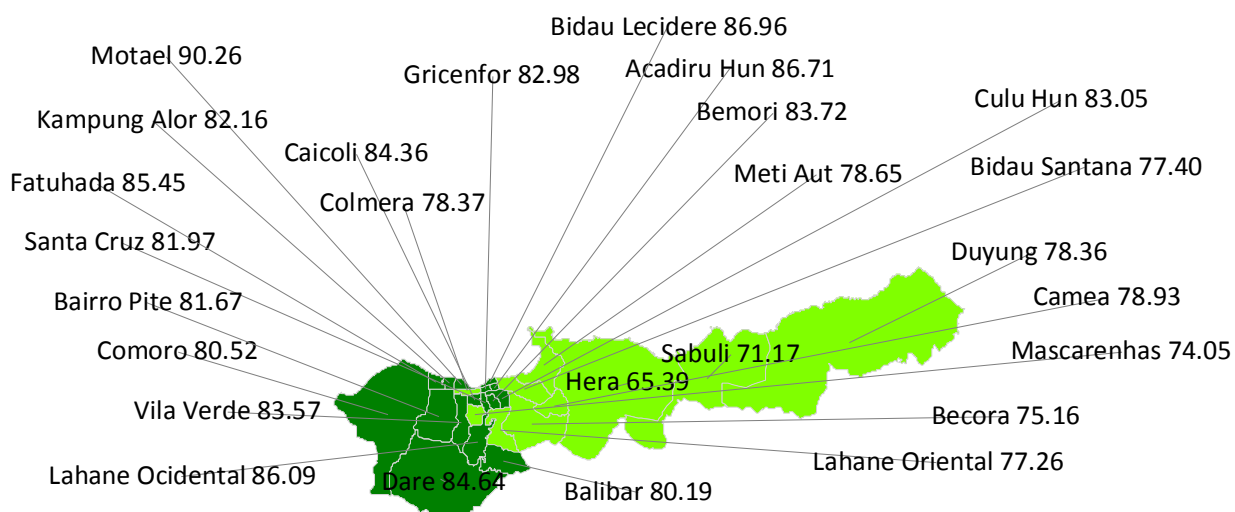 Bidau Lecidere 86.96
Motael 90.26
Gricenfor 82.98
Acadiru Hun 86.71
Culu Hun 83.05
Kampung Alor 82.16
Bemori 83.72
Caicoli 84.36
Bidau Santana 77.40
Fatuhada 85.45
Meti Aut 78.65
Colmera 78.37
Santa Cruz 81.97
Duyung 78.36
Bairro Pite 81.67
Camea 78.93
Comoro 80.52
Sabuli 71.17
Mascarenhas 74.05
Hera 65.39
Vila Verde 83.57
Becora 75.16
Lahane Oriental 77.26
Lahane Ocidental 86.09
Dare 84.64
Balibar 80.19